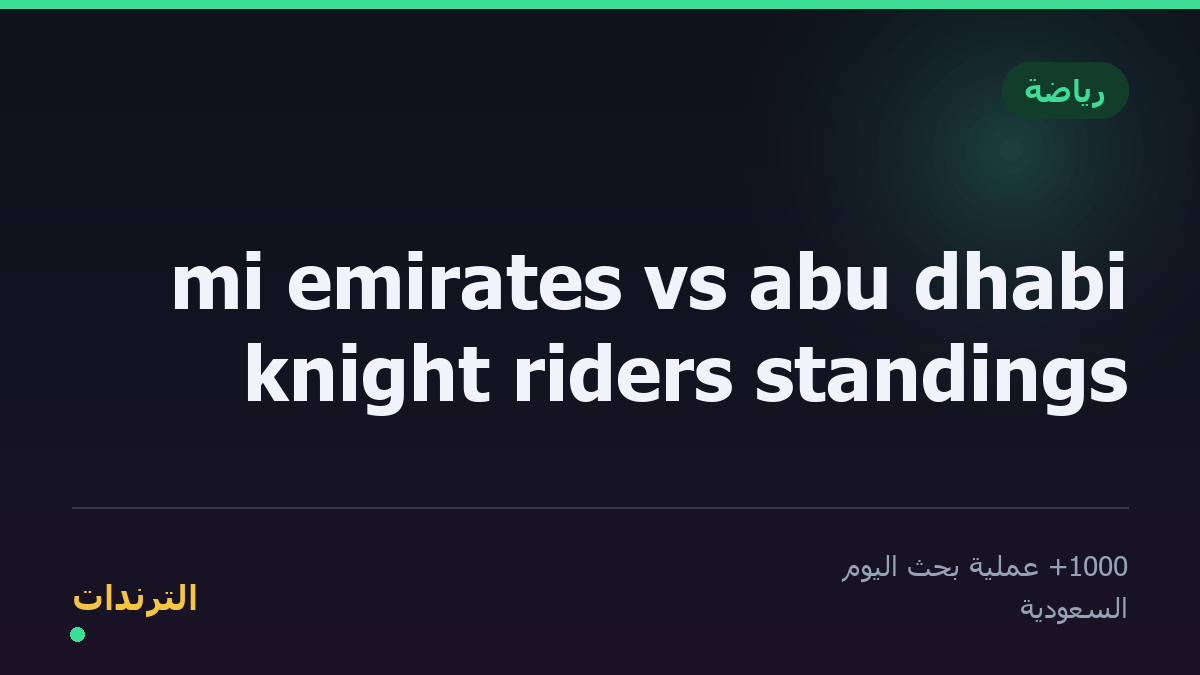 رياضة
mi emirates vs abu dhabi
knight riders standings
1000+ عملية بحث اليوم
السعودية
الترندات